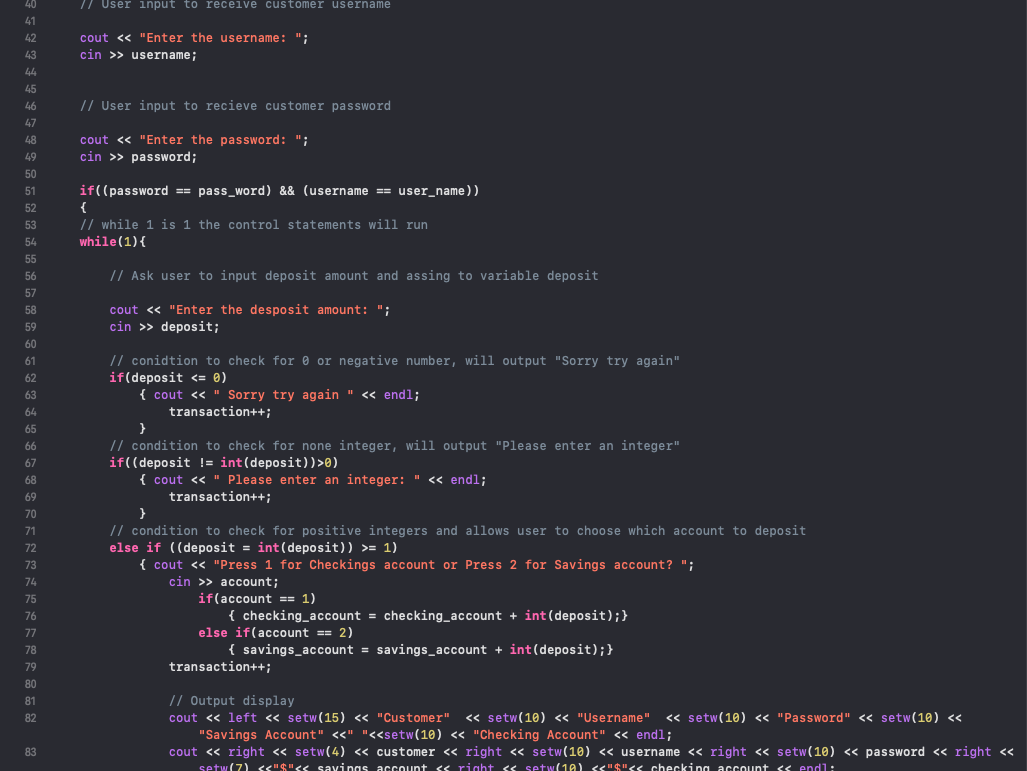 40 // User input to receive customer username
41
42 cout << "Enter the username: ";
43 cin >> username;
44
45
46 // User input to recieve customer password
47
48 cout << "Enter the password: ";
49 cin >> password;
50
51 if((password == pass_word) && (username == user_name))
52 {
53 // while 1 is 1 the control statements will run
54 while(1){
55
56 // Ask user to input deposit amount and assing to variable deposit
57
58 cout << "Enter the desposit amount: ";
59 cin >> deposit;
60
61 // conidtion to check for 0 or negative number, will output "Sorry try again"
62 if(deposit <= 0)
63 { cout << " Sorry try again " << endl;
64 transaction++;
65 }
66 // condition to check for none integer, will output "Please enter an integer"
67 if((deposit != int(deposit))>0)
68 { cout << " Please enter an integer: " << endl;
69 transaction++;
70 }
71 // condition to check for positive integers and allows user to choose which account to deposit
72 else if ((deposit = int(deposit)) >= 1)
73 { cout << "Press 1 for Checkings account or Press 2 for Savings account? ";
74 cin >> account;
75 if(account == 1)
76 { checking_account = checking_account + int(deposit);}
77 else if(account == 2)
78 { savings_account = savings_account + int(deposit);}
79 transaction++;
80
81 // Output display
82 cout << left << setw(15) << "Customer"  << setw(10) << "Username"  << setw(10) << "Password" << setw(10) <<
"Savings Account" <<" "<<setw(10) << "Checking Account" << endl;
83 cout << right << setw(4) << customer << right << setw(10) << username << right << setw(10) << password << right <<
setw(7) <<"$"<< savings_account << right << setw(10) <<"$"<< checking_account << endl;